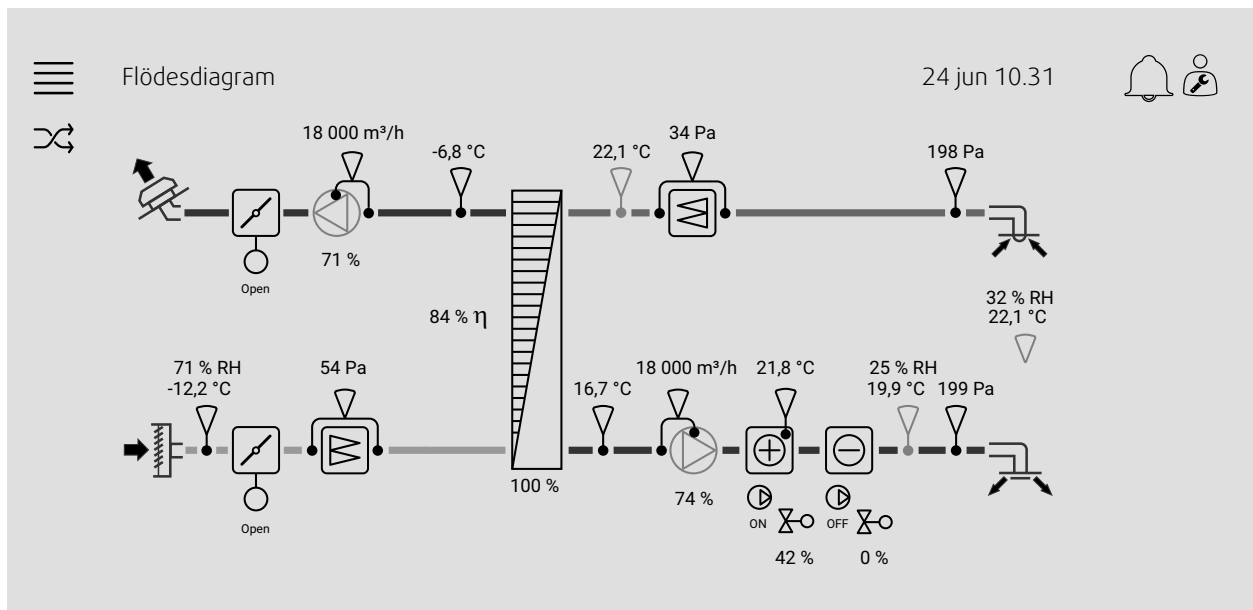 Flödesdiagram
24 jun 10.31
18 000 m³/h
-6,8 °C
22,1 °C
34 Pa
198 Pa
71 %
Open
84 % η
32 % RH
22,1 °C
71 % RH
-12,2 °C
54 Pa
16,7 °C
18 000 m³/h
21,8 °C
25 % RH
19,9 °C
199 Pa
100 %
74 %
Open
ON
OFF
42 %
0 %